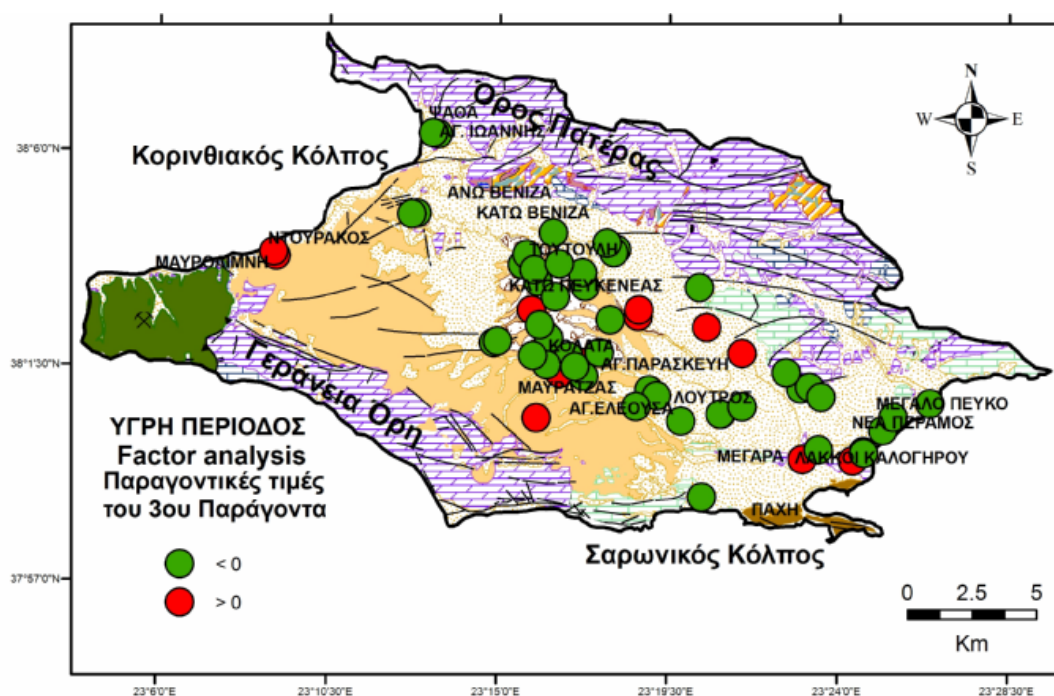 N
W E
S
38°6'0"N
38°1'30"N
37°57'0"N
Όρος Πατέρας
ΨΑΘΑ
ΑΓ. ΙΩΑΝΝΗΣ
Κορινθιακός Κόλπος
ΑΝΩ ΒΕΝΙΖΑ
ΚΑΤΩ ΒΕΝΙΖΑ
ΝΤΟΥΡΑΚΟΣ
ΤΟΥΤΟΥΛΗ
ΜΑΥΡΟΛΙΜΝΗ
ΚΑΤΩ ΠΕΥΚΕΝΕΑΣ
ΚΟΛΑΤΑ
ΑΓ.ΠΑΡΑΣΚΕΥΗ
Γεράνεια Όρη
ΜΑΥΡΑΤΖΑΣ
ΑΓ.ΕΛΕΟΥΣΑ
ΛΟΥΤΡΟΣ
ΜΕΓΑΛΟ ΠΕΥΚΟ
ΝΕΑ ΠΕΡΑΜΟΣ
ΜΕΓΑΡΑ
ΛΑΚΚΟΙ ΚΑΛΟΓΗΡΟΥ
ΠΑΧΗ
Σαρωνικός Κόλπος
ΥΓΡΗ ΠΕΡΙΟΔΟΣ
Factor analysis
Παραγοντικές τιμές
του 3ου Παράγοντα
< 0
> 0
0 2.5 5
Km
23°6'0"E 23°10'30"E 23°15'0"E 23°19'30"E 23°24'0"E 23°28'30"E